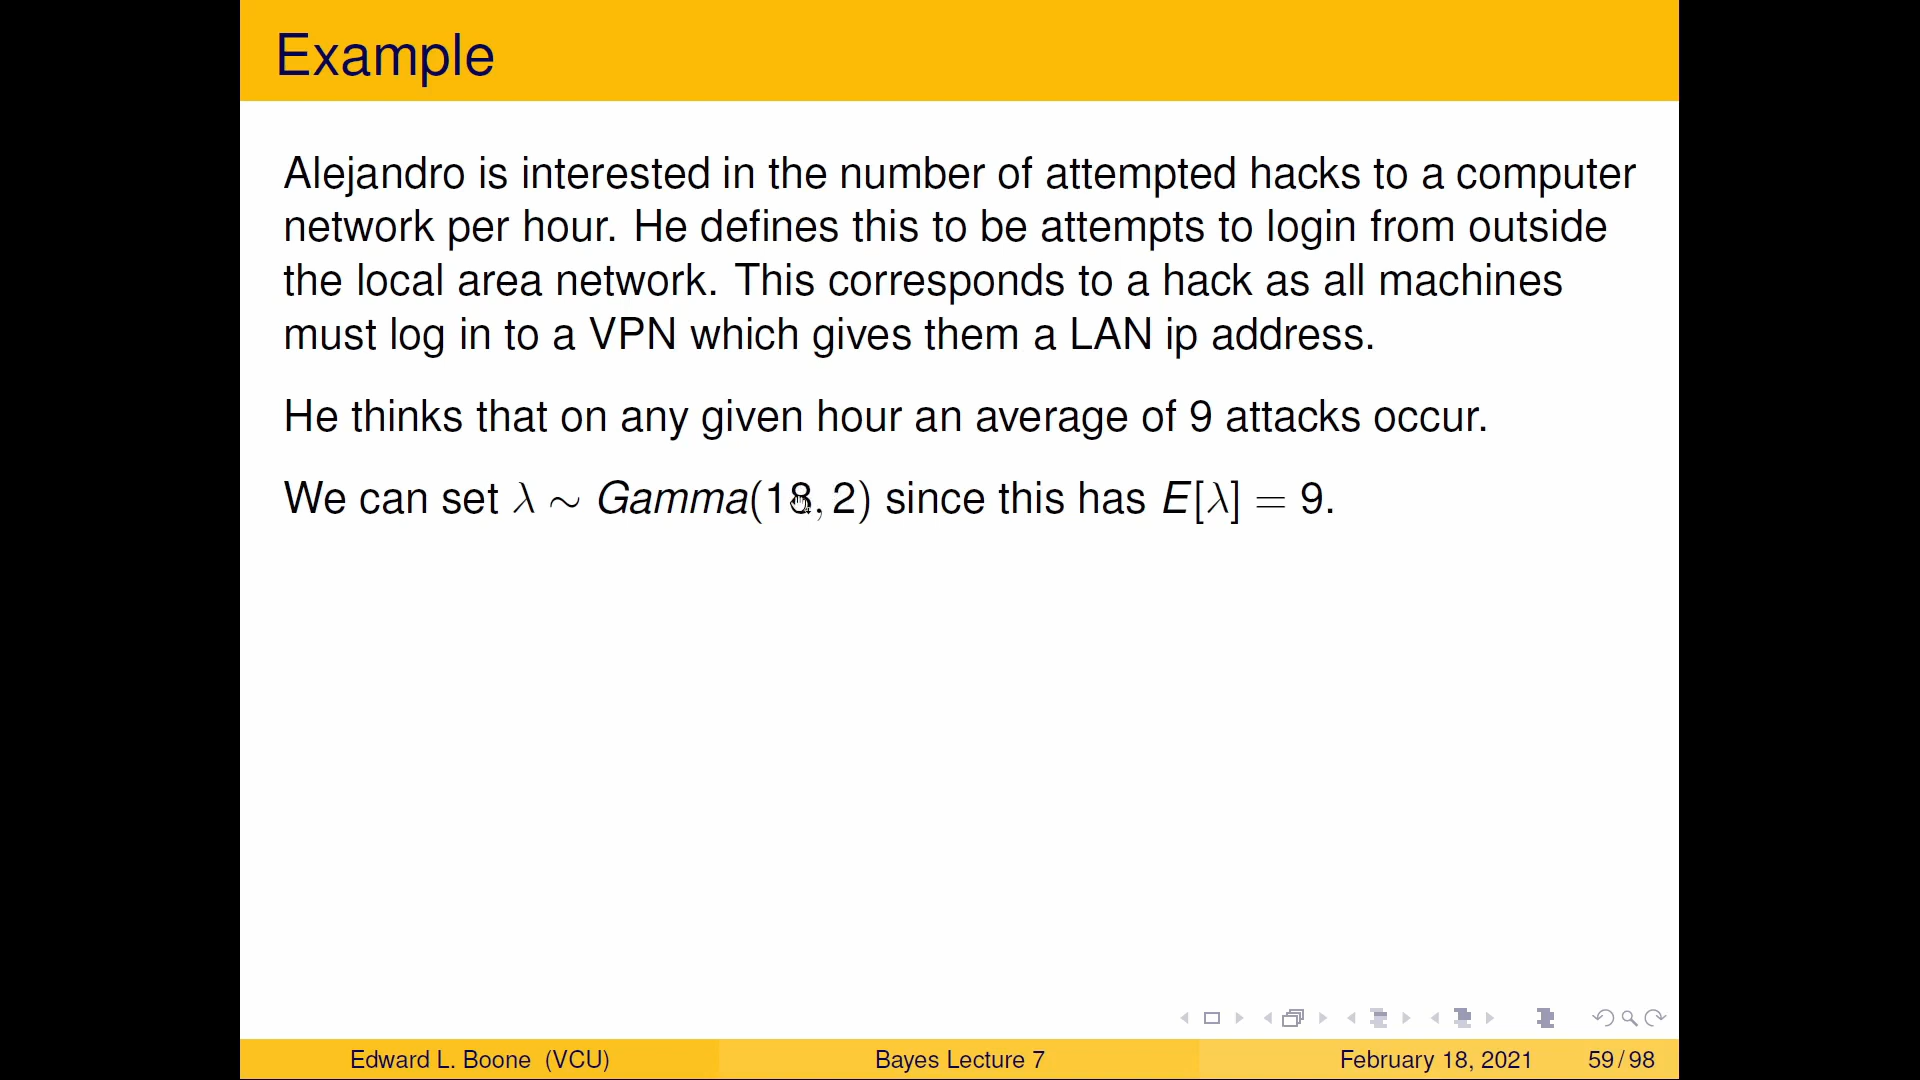 Example
Alejandro is interested in the number of attempted hacks to a computer
network per hour. He defines this to be attempts to login from outside
the local area network. This corresponds to a hack as all machines
must log in to a VPN which gives them a LAN ip address.
He thinks that on any given hour an average of 9 attacks occur.
We can set λ ∼ Gamma(18, 2) since this has E[λ] = 9.
Edward L. Boone (VCU) Bayes Lecture 7 February 18, 2021 59 / 98